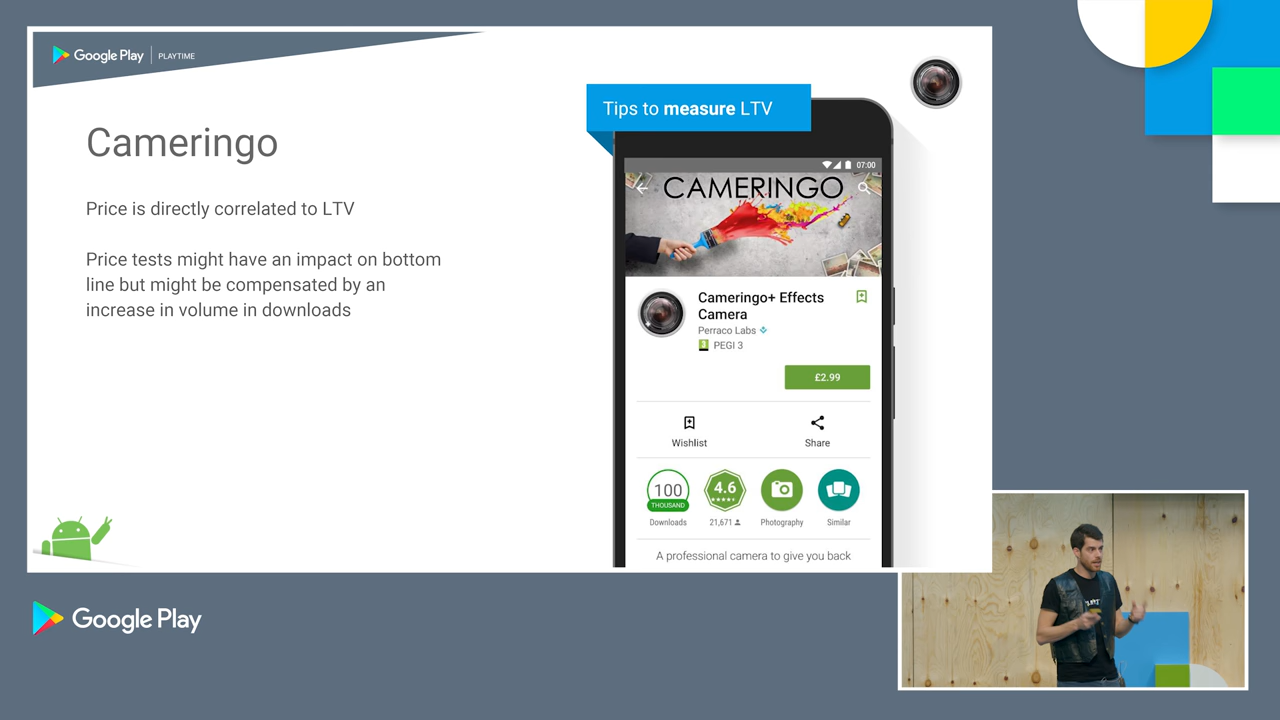 Google Play | PLAYTIME
Tips to measure LTV
Cameringo
Price is directly correlated to LTV
Price tests might have an impact on bottom
line but might be compensated by an
increase in volume in downloads
07:00
CAMERINGO
Cameringo+ Effects
Camera
Perraco Labs
PEGI 3
£2.99
Wishlist
Share
100
THOUSAND
Downloads
4.6
21,671
Photography
Similar
A professional camera to give you back
Google Play